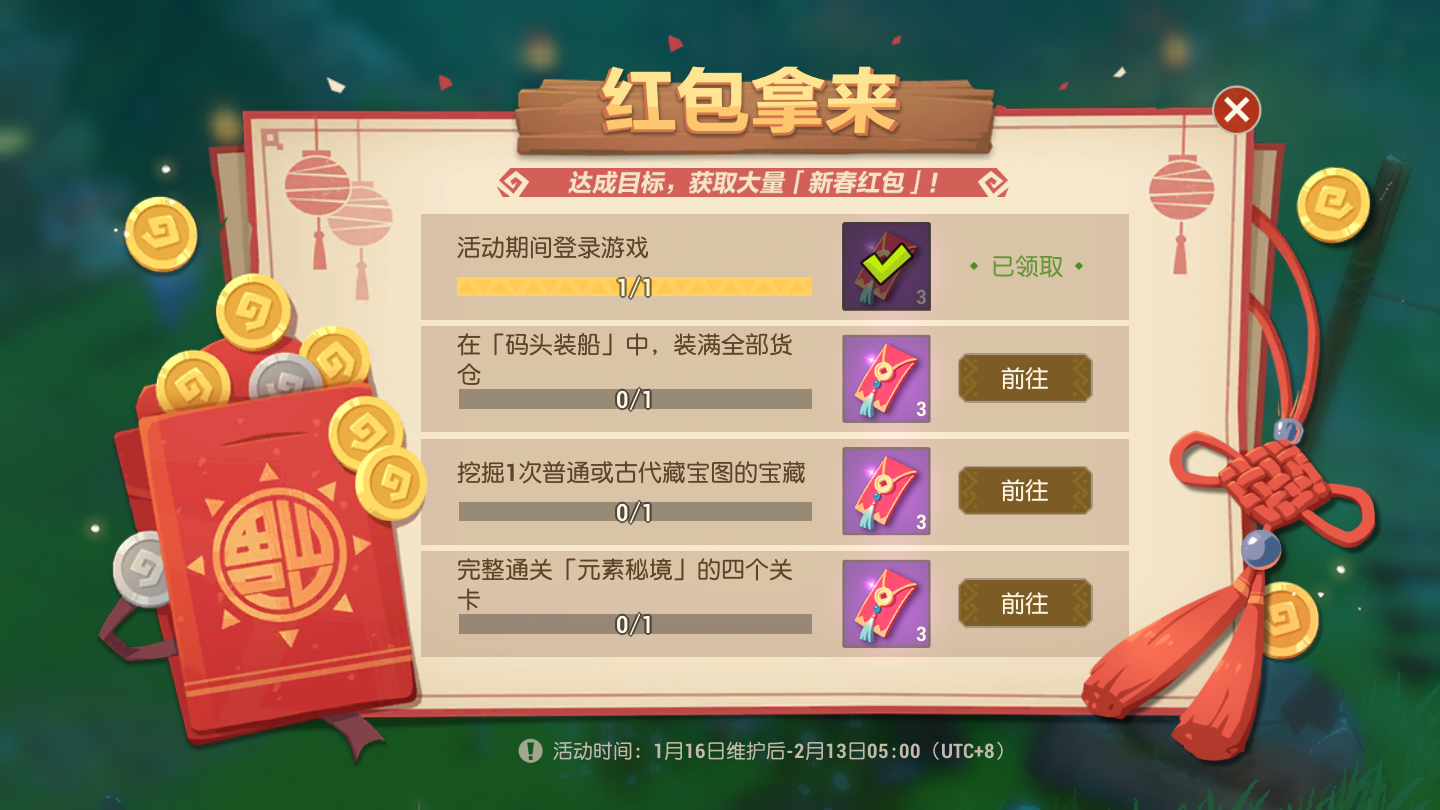 红包拿来
达成目标，获取大量「新春红包」！
活动期间登录游戏
1/1
3
已领取
在「码头装船」中，装满全部货
仓
0/1
3
前往
挖掘1次普通或古代藏宝图的宝藏
0/1
3
前往
完整通关「元素秘境」的四个关
卡
0/1
3
前往
活动时间：1月16日维护后-2月13日05:00（UTC+8）